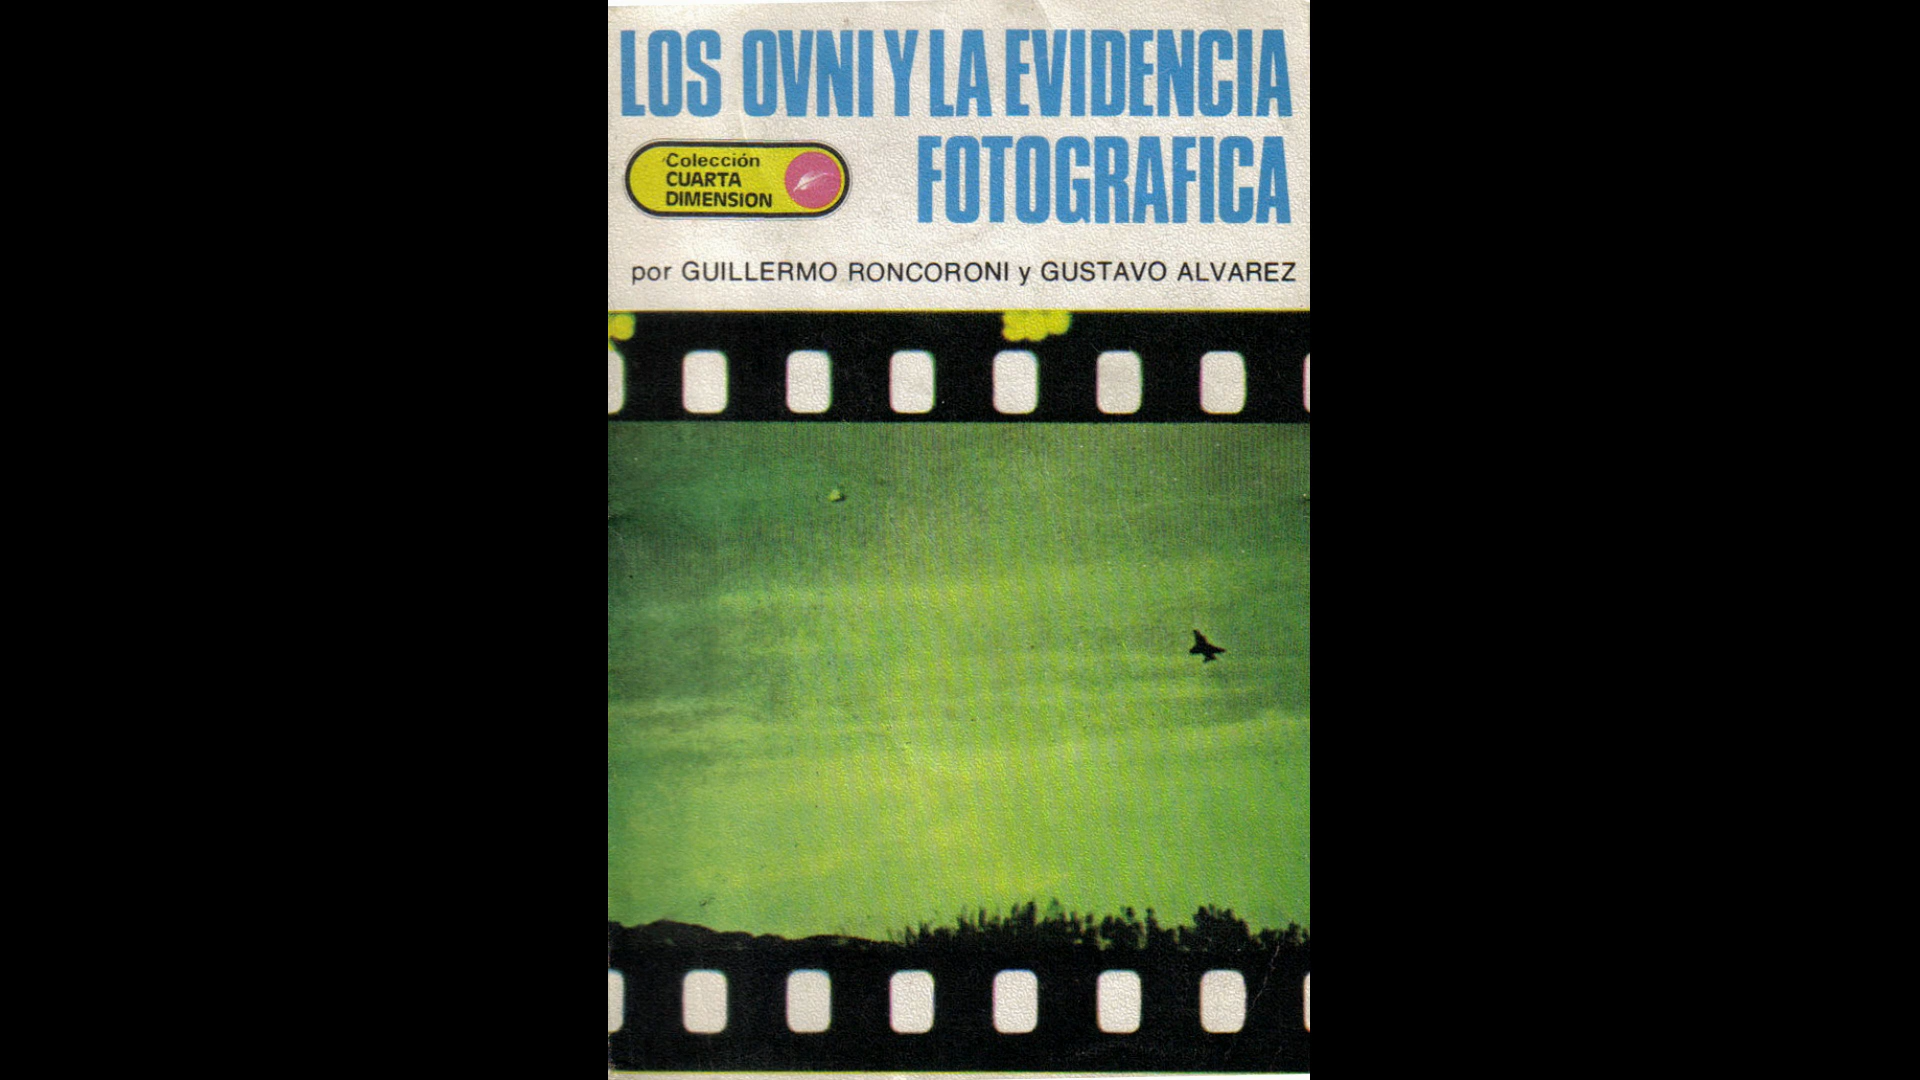 LOS OVNI Y LA EVIDENCIA
FOTOGRAFICA
Colección
CUARTA
DIMENSION
por GUILLERMO RONCORONI y GUSTAVO ALVAREZ